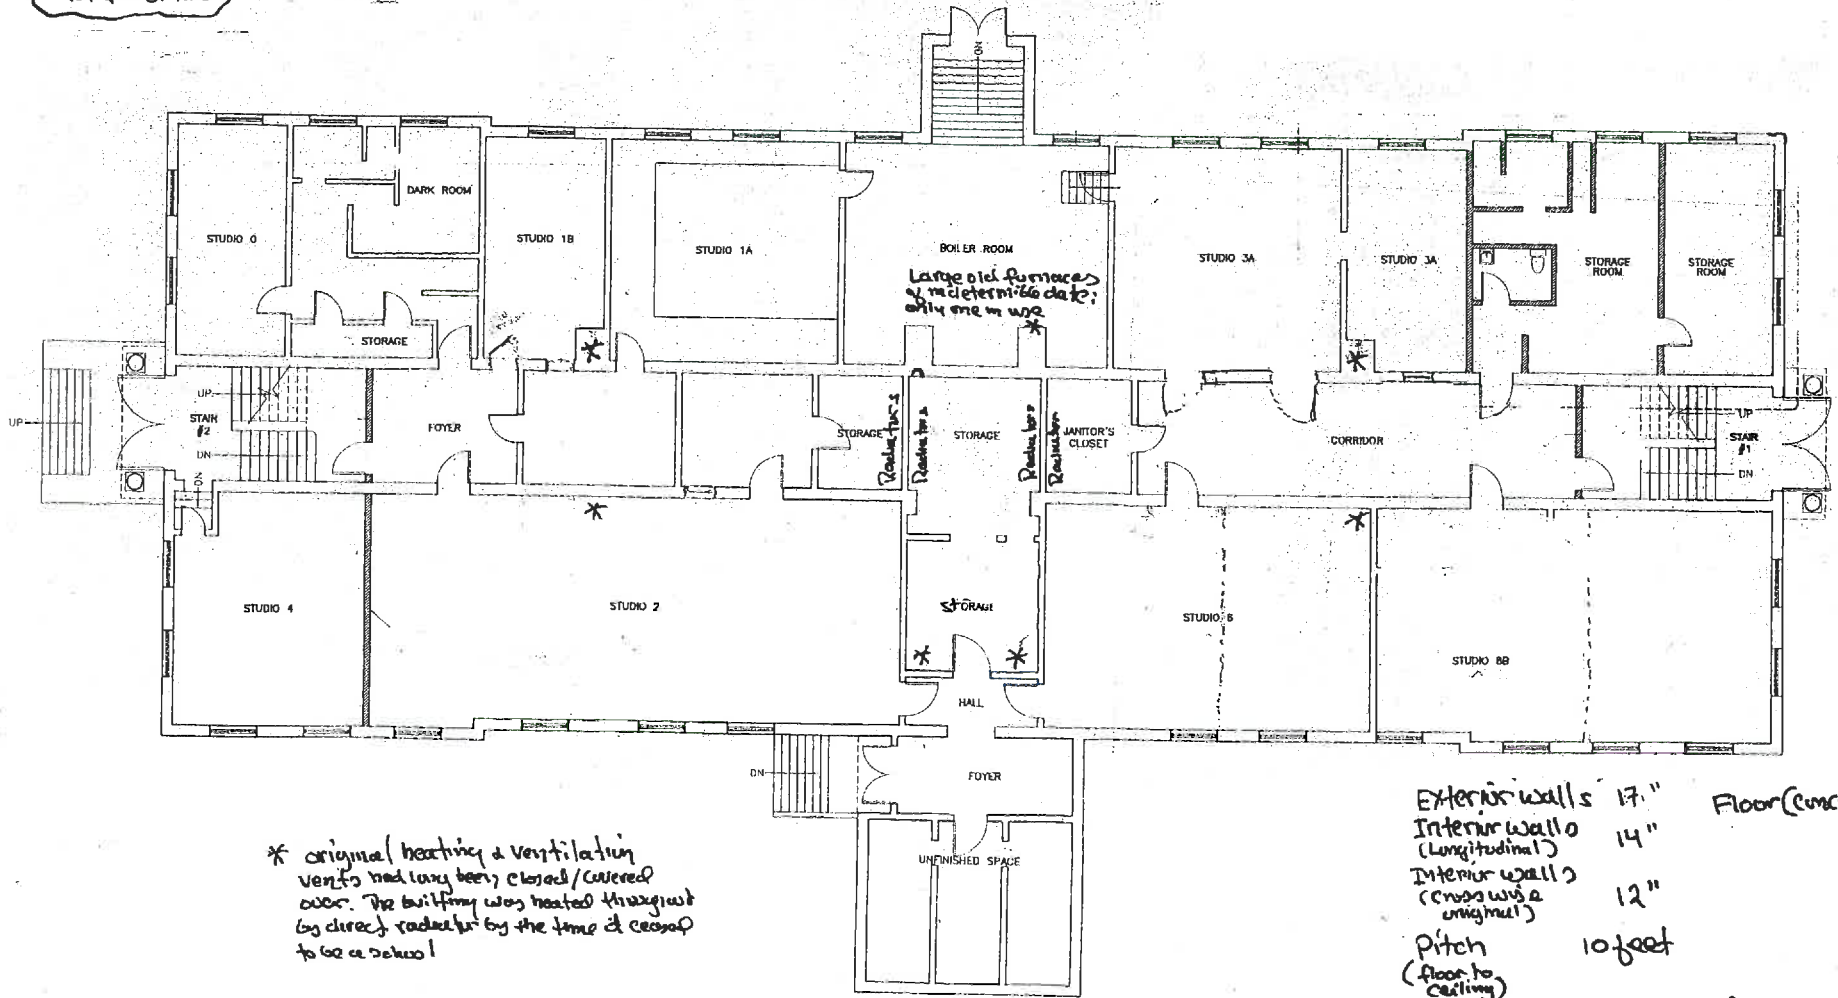 DN
DARK ROOM
STUDIO 0
STUDIO 1B
STUDIO 1A
BOILER ROOM
Large old furnaces
of indeterminate date;
only one in use
*
STUDIO 3A
STUDIO 3A
STORAGE
ROOM
STORAGE
ROOM
STORAGE
*
*
UP
UP
STAIR
#2
DN
DN
FOYER
STORAGE
Radiators
Radiators
STORAGE
Radiators
Radiators
JANITOR'S
CLOSET
CORRIDOR
UP
STAIR
#1
DN
*
*
STUDIO 4
STUDIO 2
STORAGE
*
*
STUDIO 6
STUDIO 8B
HALL
DN
FOYER
UNFINISHED SPACE
* original heating & ventilation
vents had long been closed/covered
over. The building was heated throughout
by direct radiator by the time it ceased
to be a school
Exterior walls 17"
Floor
Interior walls
(Longitudinal) 14"
Interior walls
(crosswise
original) 12"
Pitch 10 feet
(floor to
ceiling)